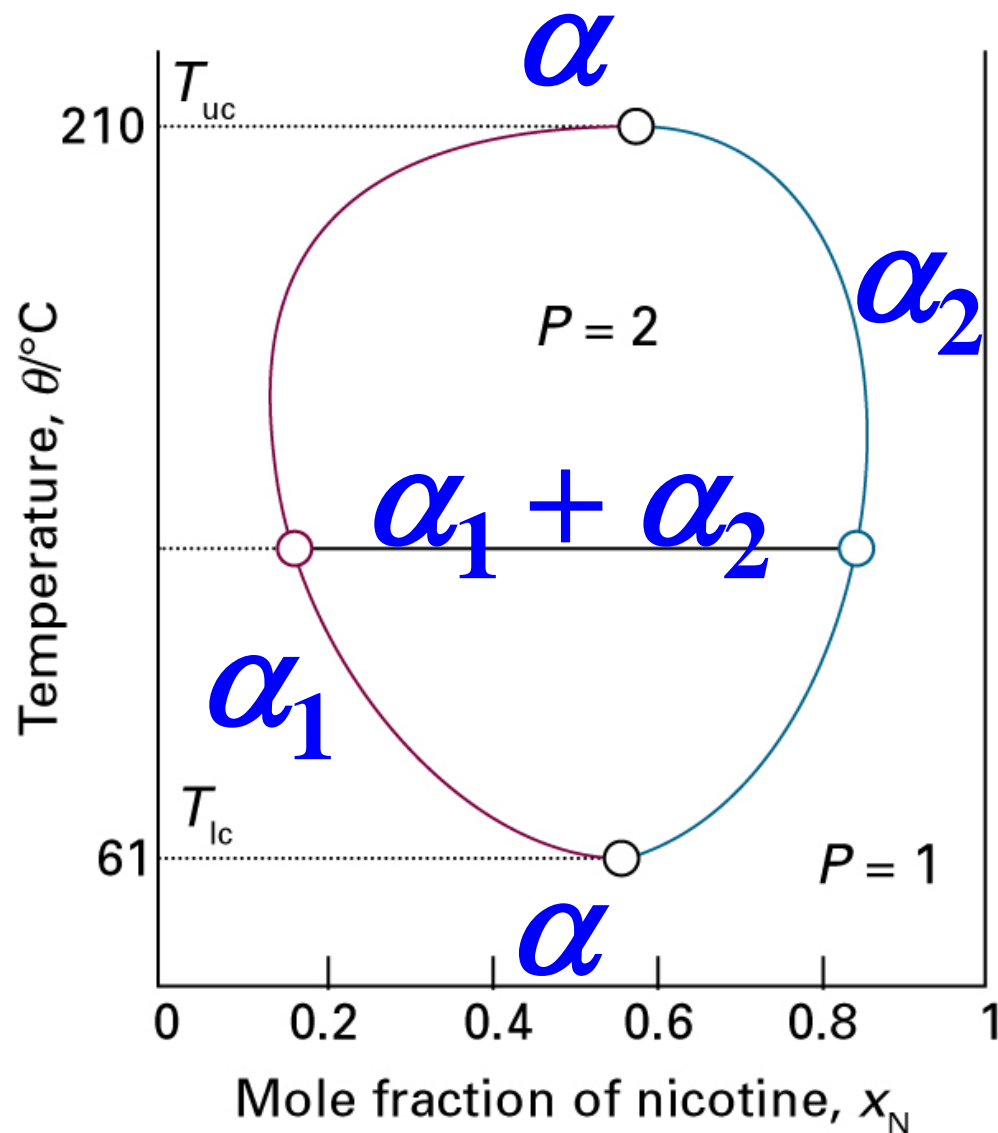 α
T_uc
210
α₂
P = 2
Temperature, θ/°C
α₁ + α₂
α₁
T_lc
61
P = 1
α
0 0.2 0.4 0.6 0.8 1
Mole fraction of nicotine, x_N